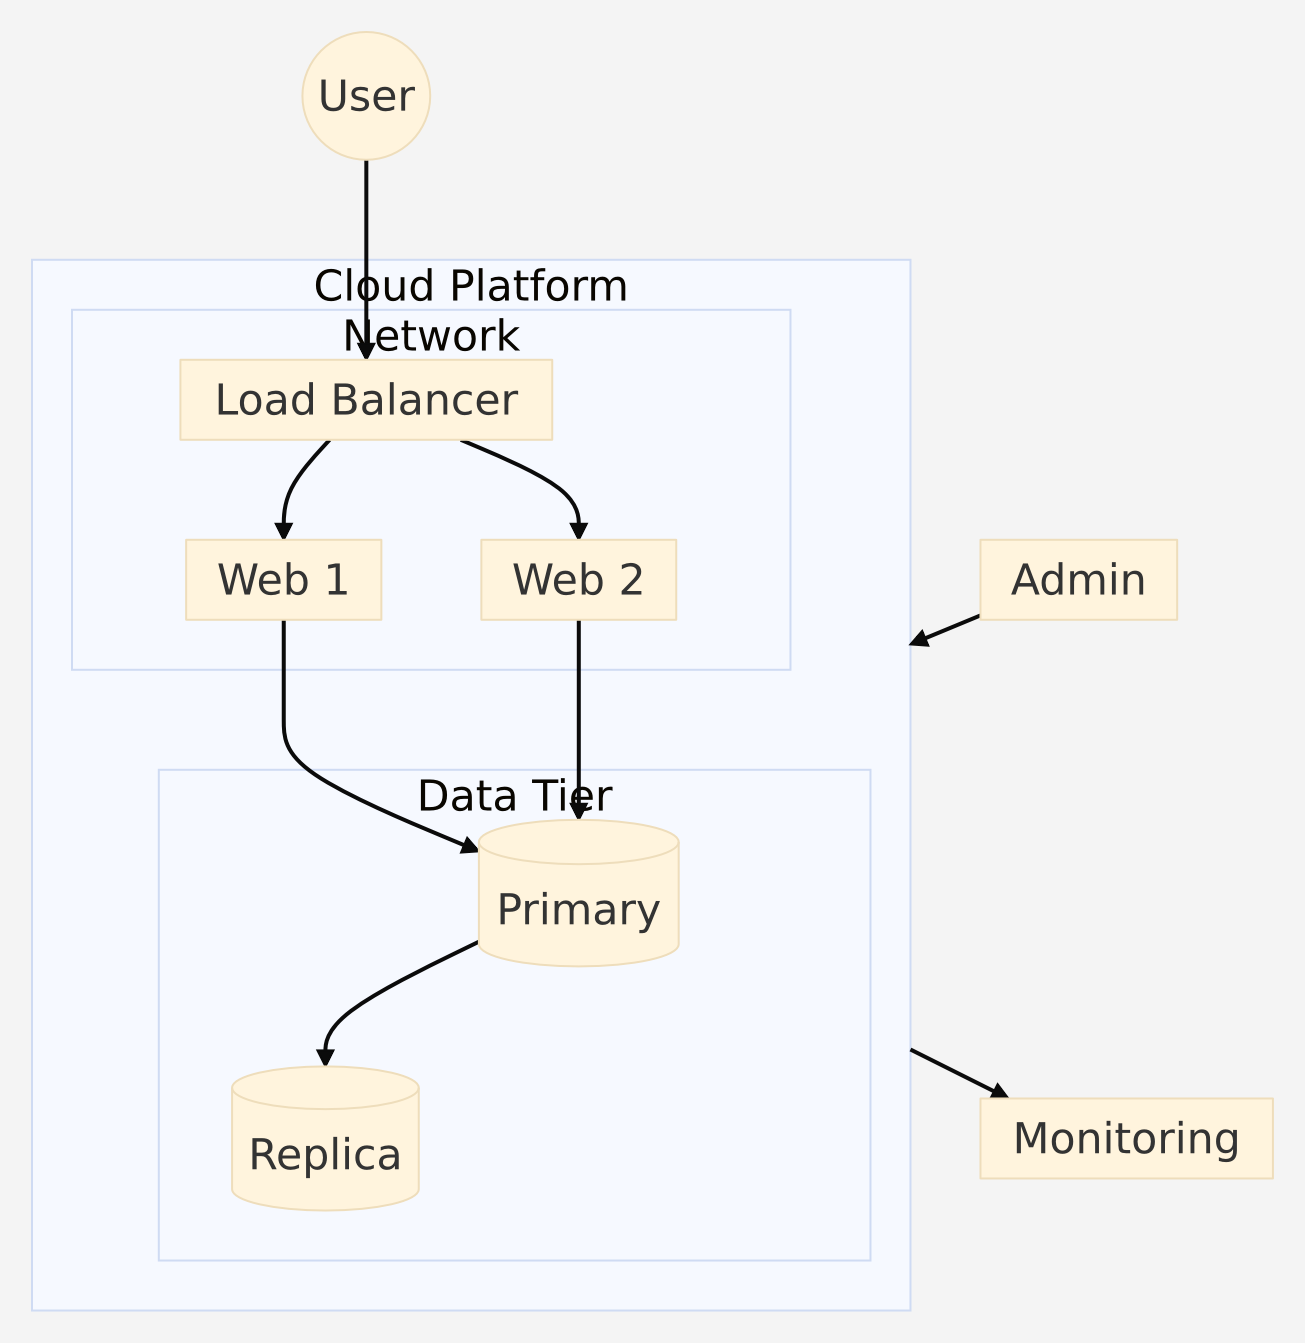 User
Cloud Platform
Network
Load Balancer
Web 1
Web 2
Admin
Data Tier
Primary
Replica
Monitoring